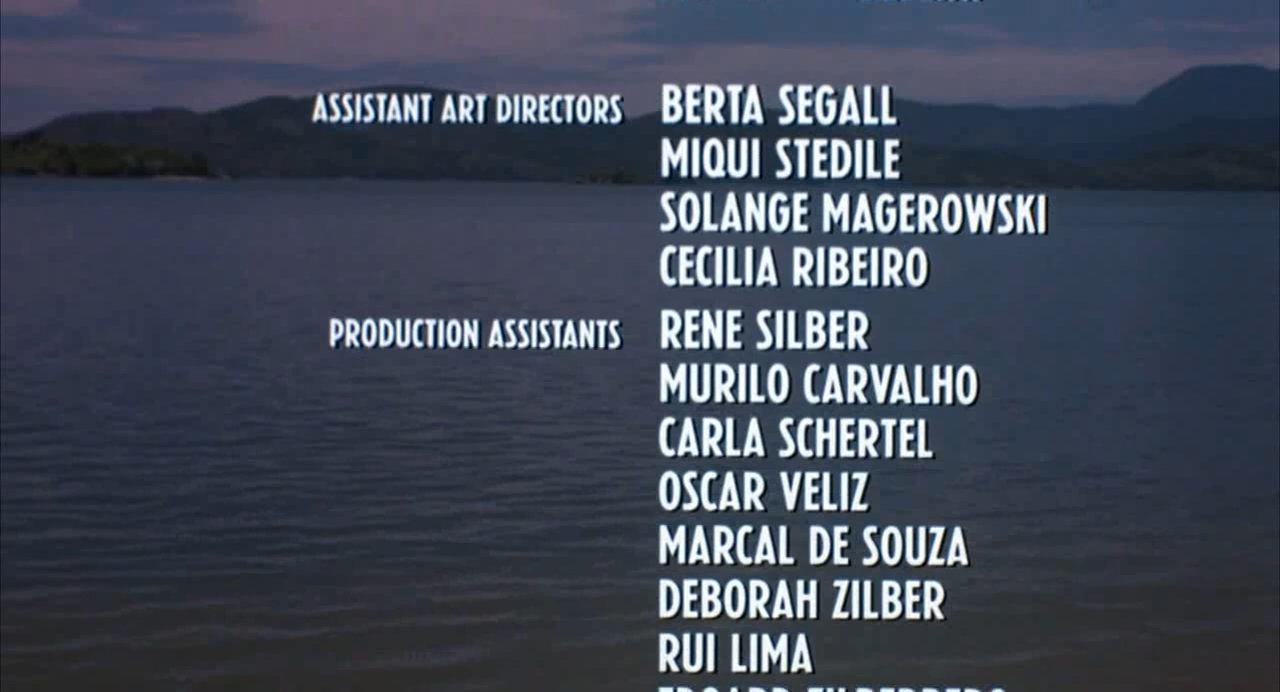 ASSISTANT ART DIRECTORS BERTA SEGALL
MIQUI STEDILE
SOLANGE MAGEROWSKI
CECILIA RIBEIRO
PRODUCTION ASSISTANTS RENE SILBER
MURILO CARVALHO
CARLA SCHERTEL
OSCAR VELIZ
MARCAL DE SOUZA
DEBORAH ZILBER
RUI LIMA